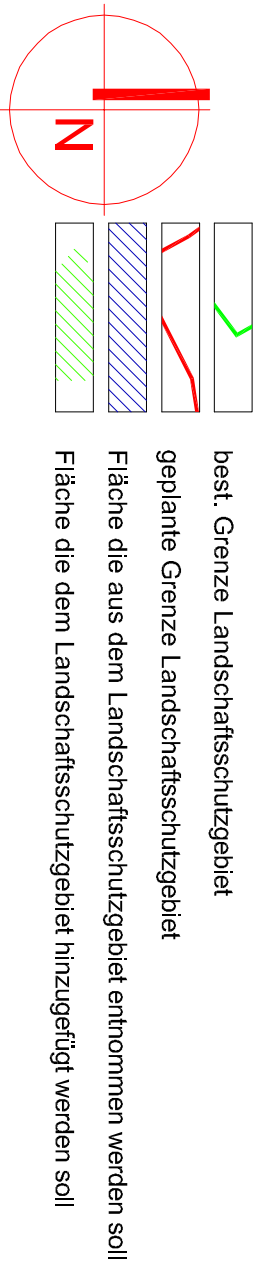 best. Grenze Landschaftsschutzgebiet
geplante Grenze Landschaftsschutzgebiet
Fläche die aus dem Landschaftsschutzgebiet entnommen werden soll
Fläche die dem Landschaftsschutzgebiet hinzugefügt werden soll
N